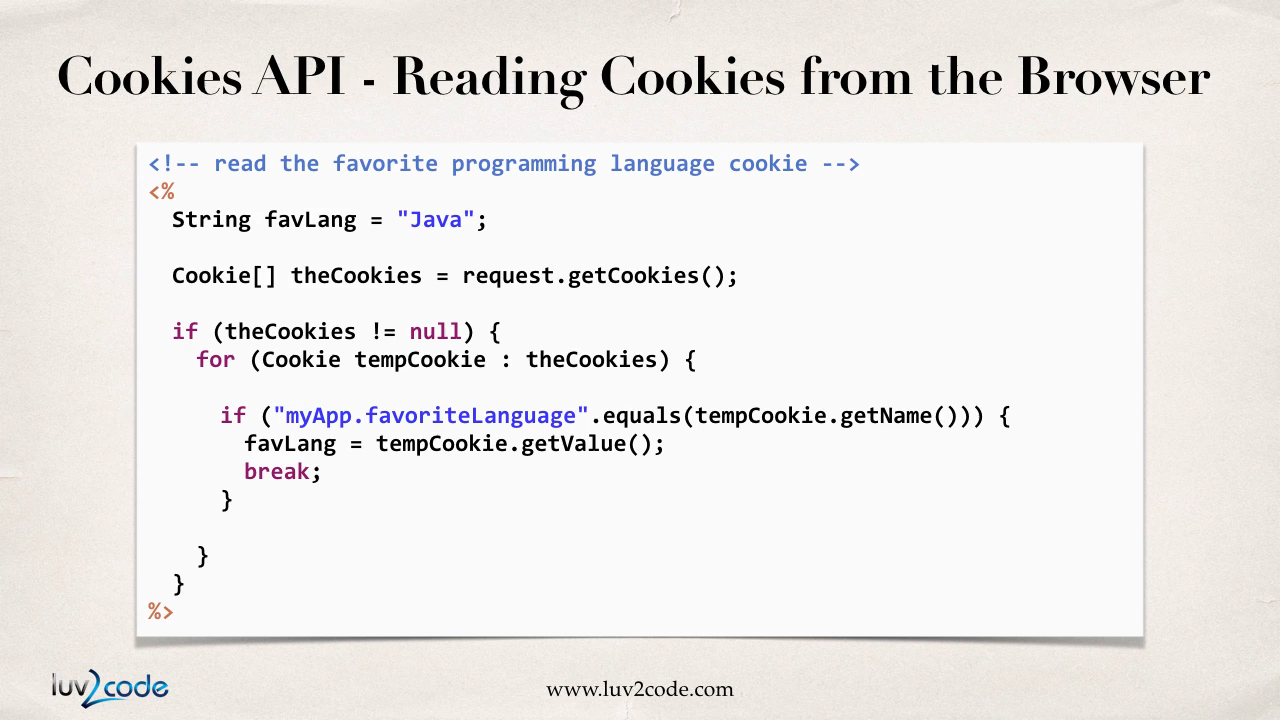 Cookies API - Reading Cookies from the Browser
<!-- read the favorite programming language cookie -->
<%
String favLang = "Java";
Cookie[] theCookies = request.getCookies();
if (theCookies != null) {
for (Cookie tempCookie : theCookies) {
if ("myApp.favoriteLanguage".equals(tempCookie.getName())) {
favLang = tempCookie.getValue();
break;
}
}
}
%>
luv2code
www.luv2code.com